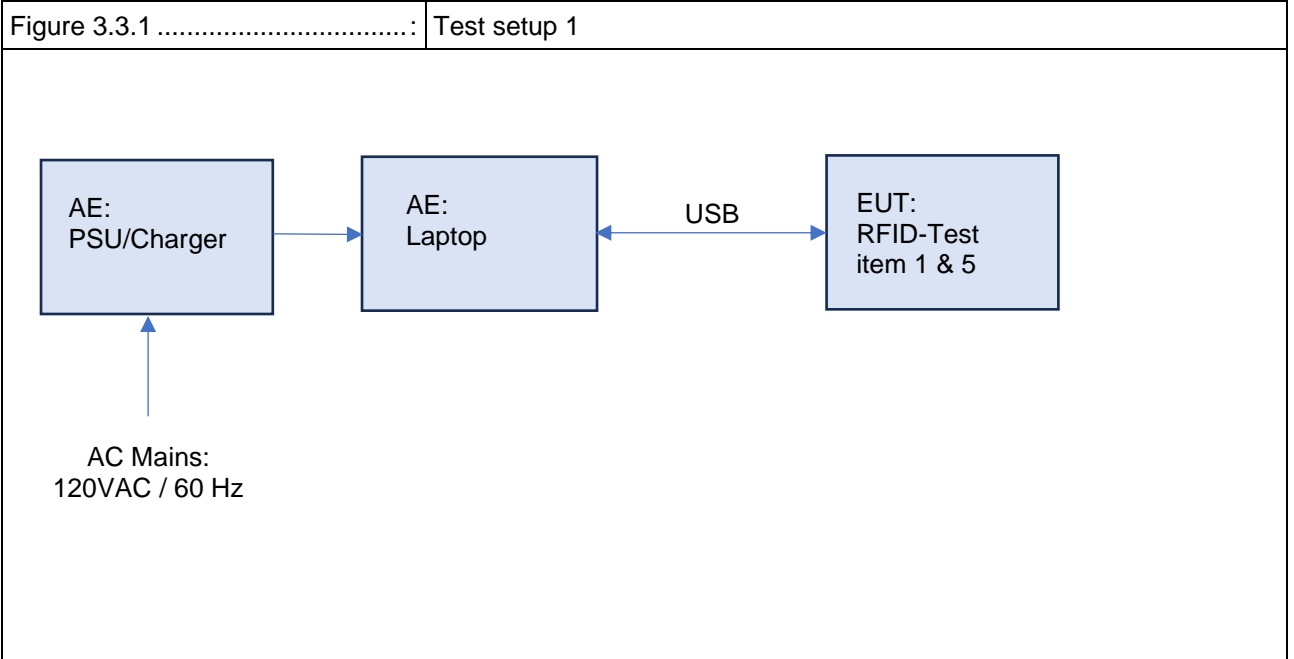 Figure 3.3.1 ..................................: Test setup 1
AE:
PSU/Charger
AE:
Laptop
USB
EUT:
RFID-Test
item 1 & 5
AC Mains:
120VAC / 60 Hz